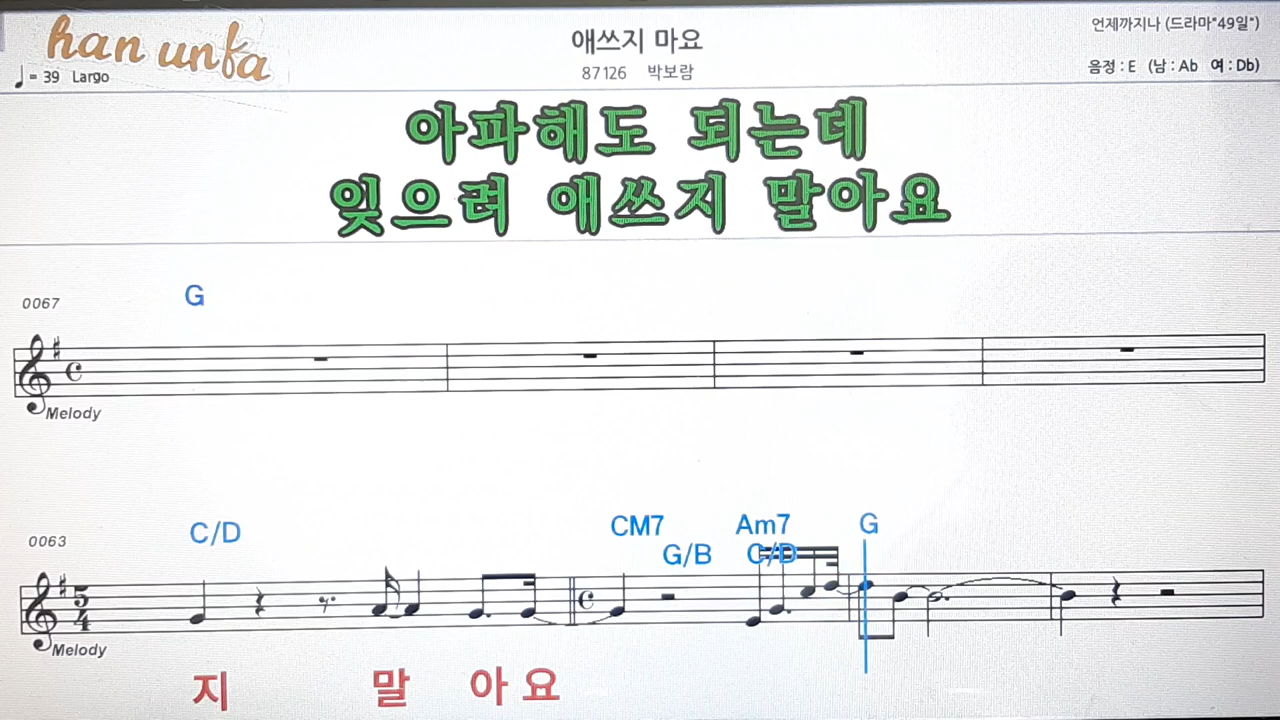 han unfa
♩= 39 Largo
애쓰지 마요
87126 박보람
언제까지나 (드라마"49일")
음정 : E (남 : Ab 여 : Db)
아파해도 되는데
잊으려 애쓰지 말아요
0067
G
Melody
0063
C/D
CM7
G/B
Am7
C/D
G
5
4
Melody
지 말 아 요